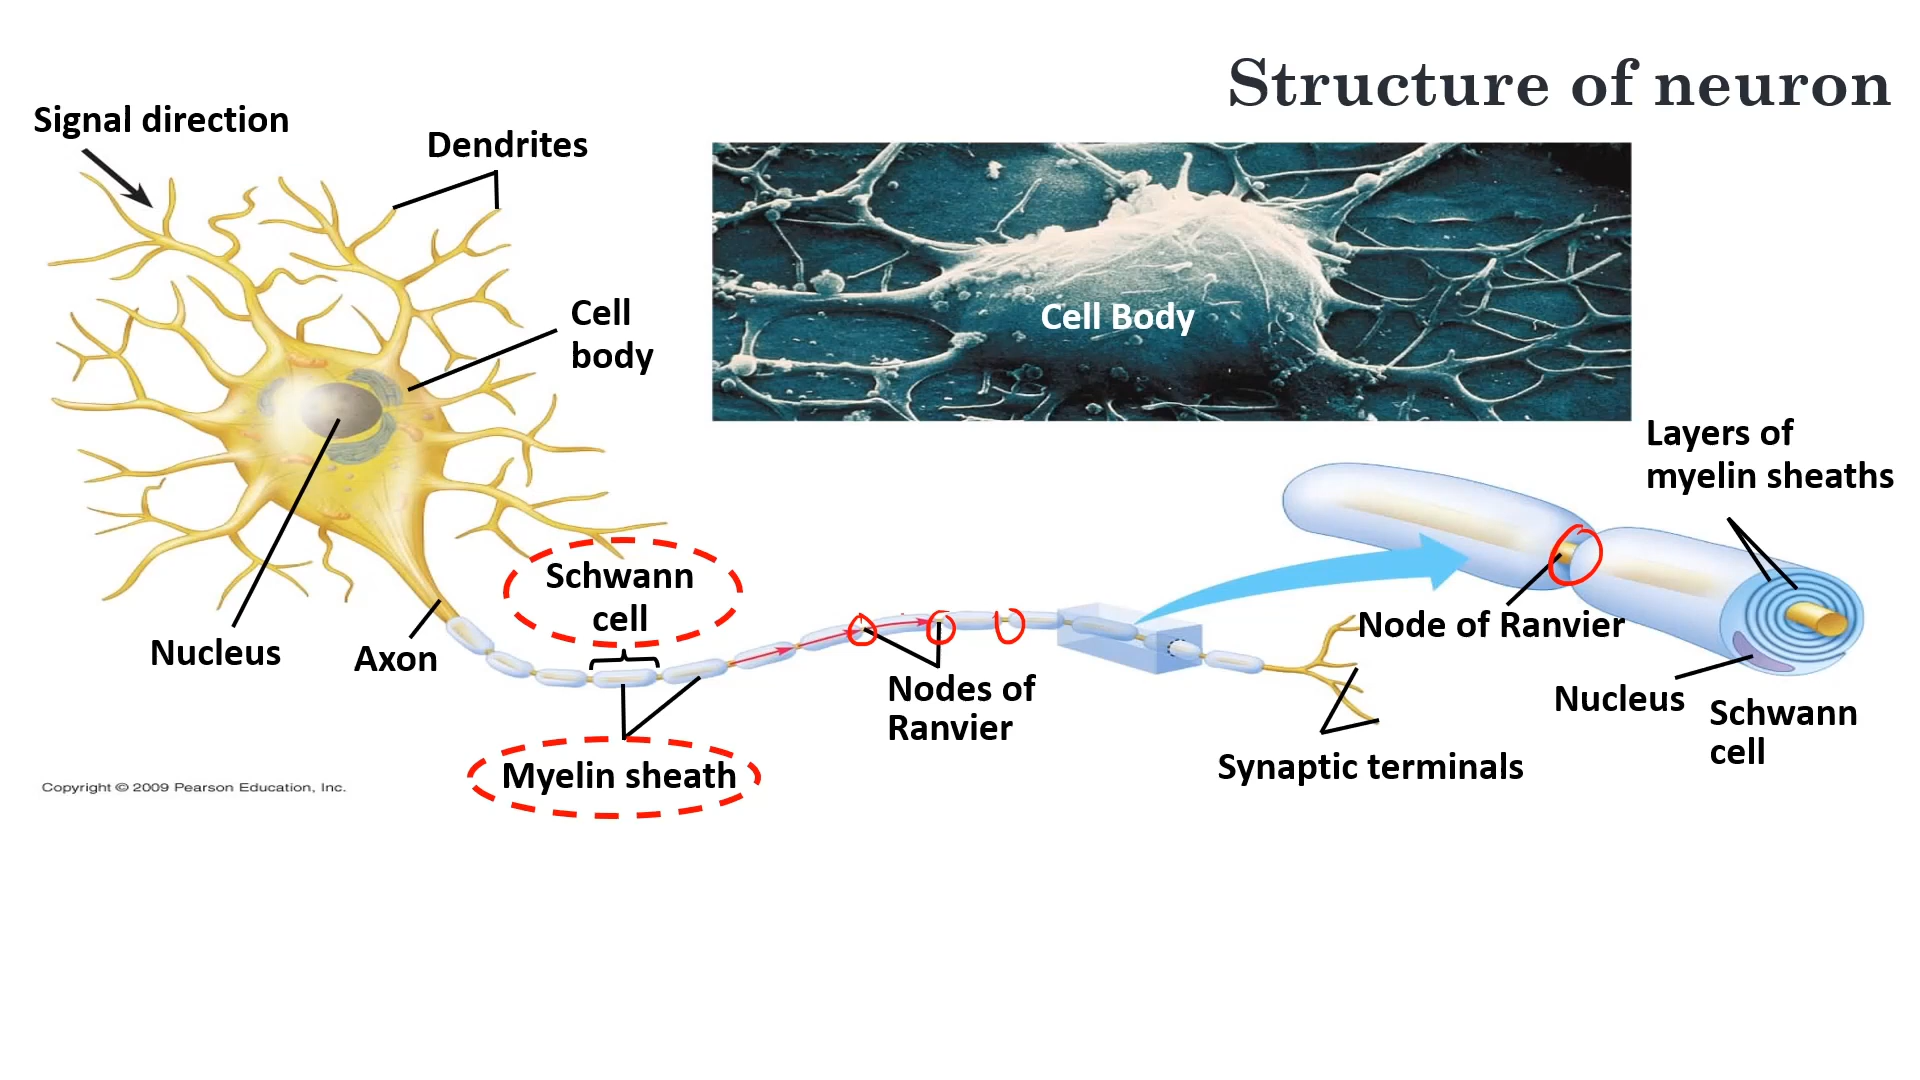 Structure of neuron
Signal direction
Dendrites
Cell
body
Cell Body
Layers of
myelin sheaths
Schwann
cell
Nucleus
Axon
Node of Ranvier
Nodes of
Ranvier
Nucleus
Schwann
cell
Synaptic terminals
Myelin sheath
Copyright © 2009 Pearson Education, Inc.